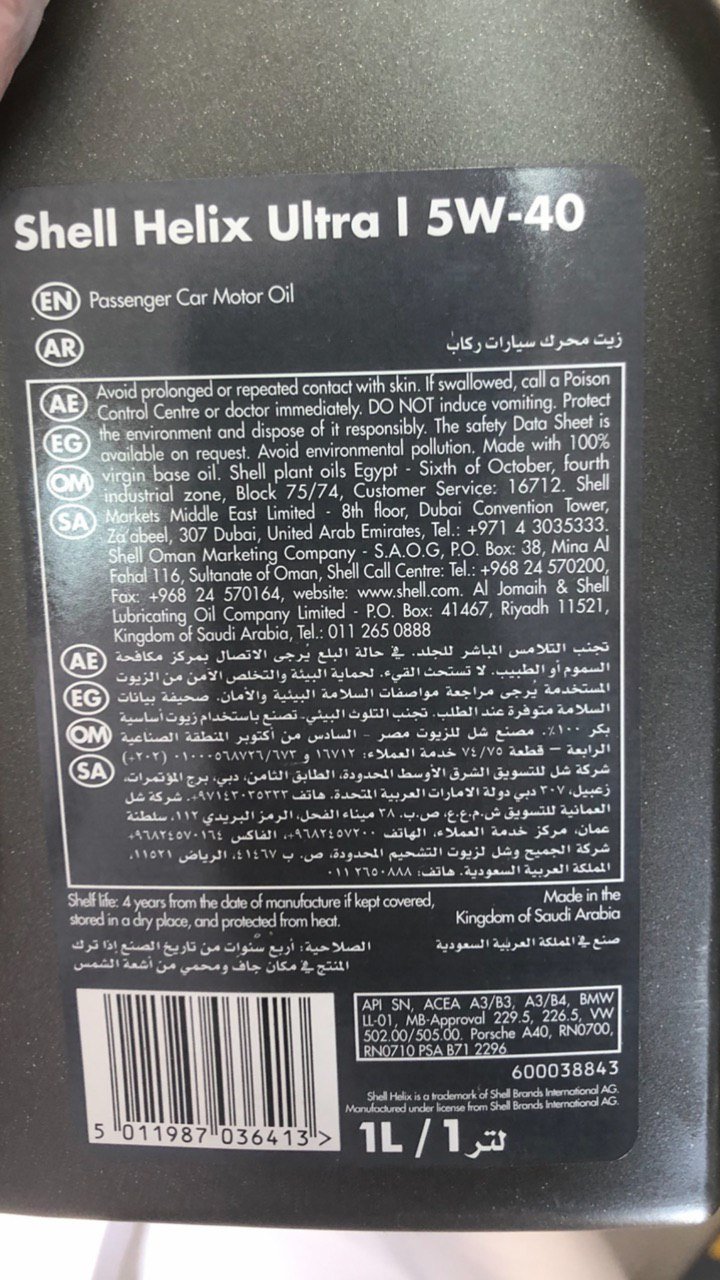 Shell Helix Ultra | 5W-40
EN Passenger Car Motor Oil
AR زيت محرك سيارات ركاب
AE Avoid prolonged or repeated contact with skin. If swallowed, call a Poison
Control Centre or doctor immediately. DO NOT induce vomiting. Protect
EG the environment and dispose of it responsibly. The safety Data Sheet is
available on request. Avoid environmental pollution. Made with 100%
OM virgin base oil. Shell plant oils Egypt - Sixth of October, fourth
industrial zone, Block 75/74, Customer Service: 16712. Shell
SA Markets Middle East Limited - 8th floor, Dubai Convention Tower,
Za'abeel, 307 Dubai, United Arab Emirates, Tel.: +971 4 3035333.
Shell Oman Marketing Company - S.A.O.G, P.O. Box: 38, Mina Al
Fahal 116, Sultanate of Oman, Shell Call Centre: Tel.: +968 24 570200,
Fax: +968 24 570164, website: www.shell.com. Al Jomaih & Shell
Lubricating Oil Company Limited - P.O. Box: 41467, Riyadh 11521,
Kingdom of Saudi Arabia, Tel.: 011 265 0888
AE تجنب التلامس المباشر للجلد. في حالة البلع يُرجى الاتصال بمركز مكافحة
السموم أو الطبيب. لا تستحث القيء. لحماية البيئة والتخلص الآمن من الزيوت
EG المستخدمة يُرجى مراجعة مواصفات السلامة البيئية والأمان. صحيفة بيانات
السلامة متوفرة عند الطلب. تجنب التلوث البيئي- تصنع باستخدام زيوت أساسية
OM بكر ١٠٠٪. مصنع شل للزيوت مصر – السادس من أكتوبر المنطقة الصناعية
الرابعة – قطعة ٧٤/٧٥ خدمة العملاء: ١٦٧١٢ و ٠١٠٠٠٥٦٨٧٢٦/٦٧٣ (٢٠٢+)
SA شركة شل للتسويق الشرق الأوسط المحدودة، الطابق الثامن، دبي، برج المؤتمرات،
زعبيل، ٣٠٧ دبي دولة الامارات العربية المتحدة. هاتف ٩٧١٤٣٠٣٥٣٣٣+. شركة شل
العمانية للتسويق ش.م.ع.ع، ص.ب. ٣٨ ميناء الفحل، الرمز البريدي ١١٢، سلطنة
عمان، مركز خدمة العملاء، الهاتف ٩٦٨٢٤٥٧٢٠٠+، الفاكس ٩٦٨٢٤٥٧٠١٦٤+
شركة الجميح وشل لزيوت التشحيم المحدودة، ص. ب ٤١٤٦٧، الرياض ١١٥٢١،
المملكة العربية السعودية. هاتف: ٠١١ ٢٦٥٠٨٨٨
Shelf life: 4 years from the date of manufacture if kept covered,
stored in a dry place, and protected from heat.
Made in the
Kingdom of Saudi Arabia
الصلاحية: أربع سنوات من تاريخ الصنع إذا ترك
المنتج في مكان جاف ومحمي من أشعة الشمس
صنع في المملكة العربية السعودية
API SN, ACEA A3/B3, A3/B4, BMW
LL-01, MB-Approval 229.5, 226.5, VW
502.00/505.00. Porsche A40, RN0700,
RN0710 PSA B71 2296
600038843
Shell Helix is a trademark of Shell Brands International AG.
Manufactured under license from Shell Brands International AG.
5 011987 036413 >
1L / 1 لتر